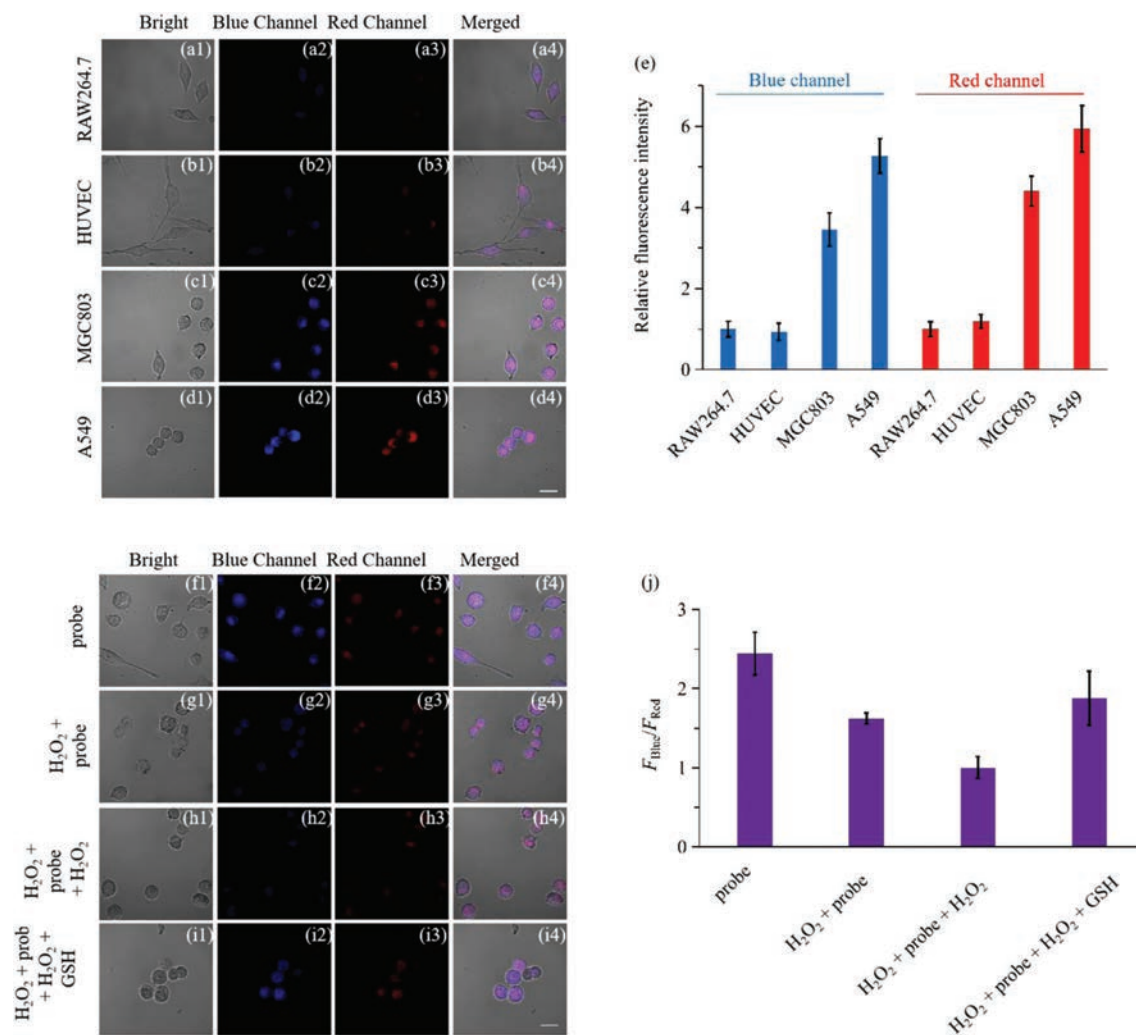 Bright Blue Channel Red Channel Merged
RAW264.7
(a1) (a2) (a3) (a4)
HUVEC
(b1) (b2) (b3) (b4)
MGC803
(c1) (c2) (c3) (c4)
A549
(d1) (d2) (d3) (d4)
(e)
Blue channel Red channel
Relative fluorescence intensity
6
4
2
0
RAW264.7 HUVEC MGC803 A549 RAW264.7 HUVEC MGC803 A549
Bright Blue Channel Red Channel Merged
probe
(f1) (f2) (f3) (f4)
H₂O₂ +
probe
(g1) (g2) (g3) (g4)
H₂O₂ +
probe
+ H₂O₂
(h1) (h2) (h3) (h4)
H₂O₂ + prob
+ H₂O₂ +
GSH
(i1) (i2) (i3) (i4)
(j)
F_Blue/F_Red
3
2
1
0
probe
H₂O₂ + probe
H₂O₂ + probe + H₂O₂
H₂O₂ + probe + H₂O₂ + GSH